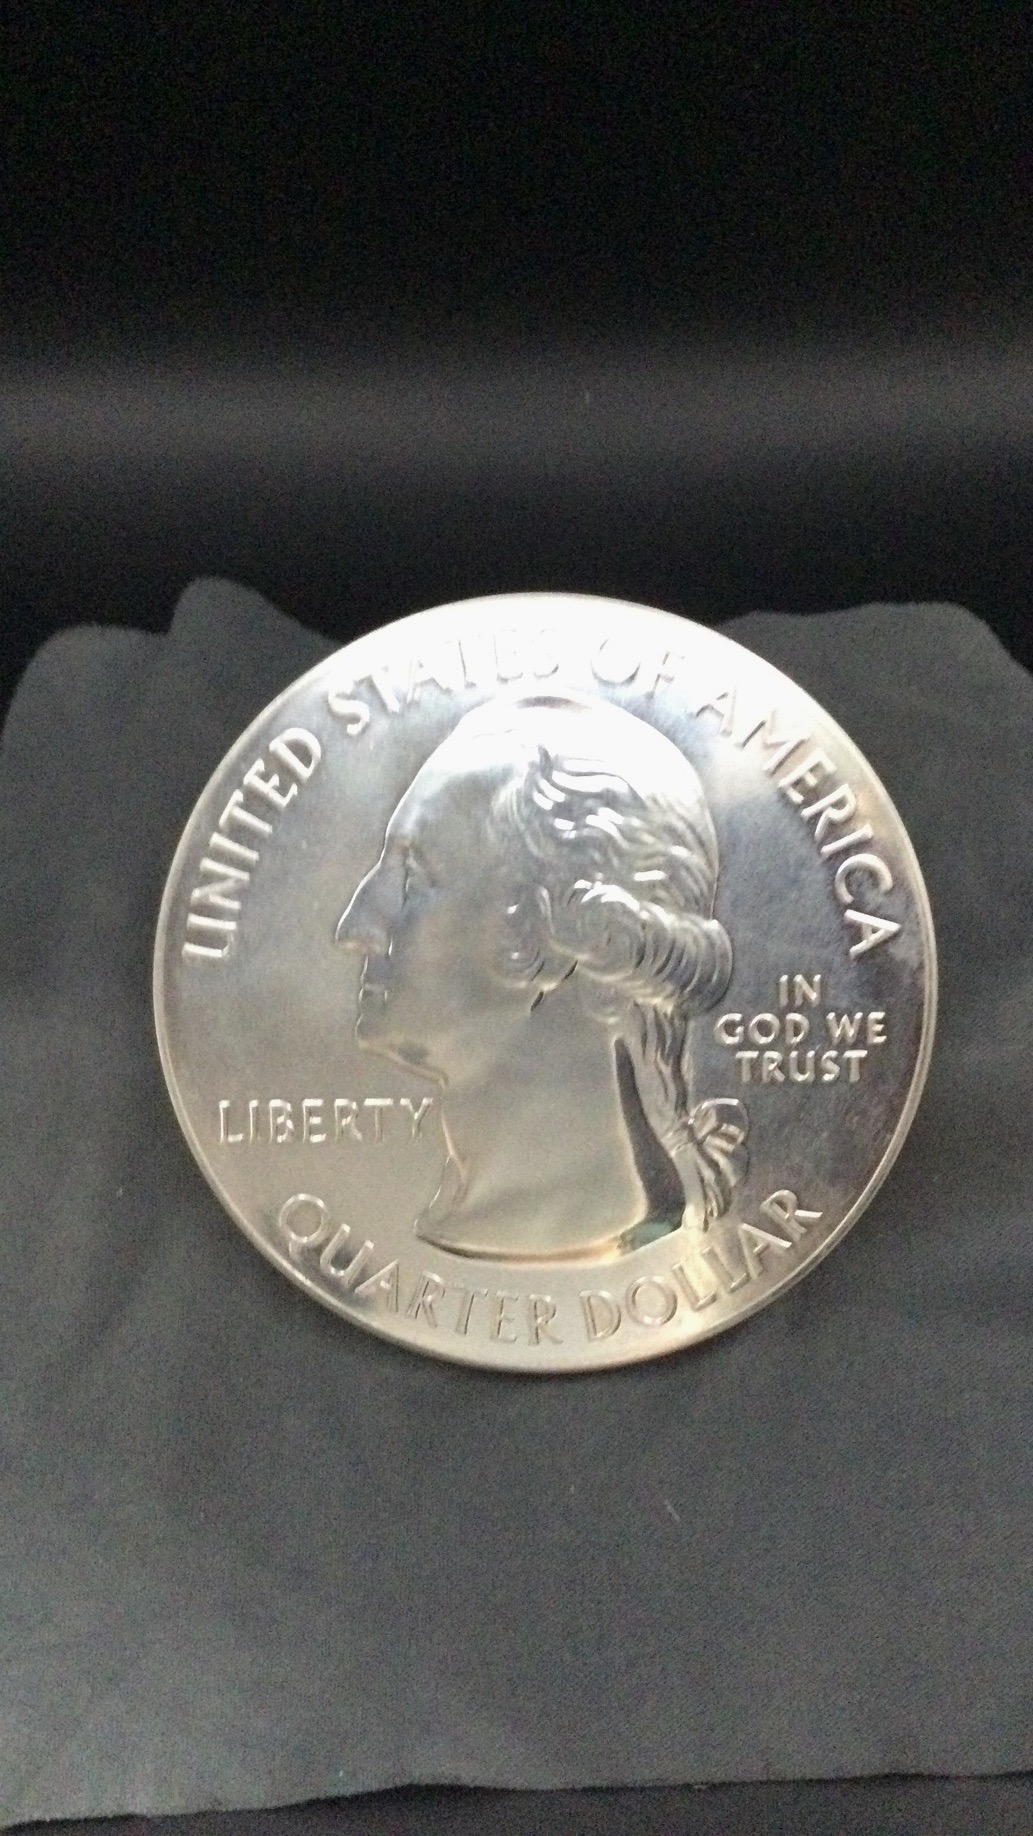 UNITED STATES OF AMERICA
IN
GOD WE
TRUST
LIBERTY
QUARTER DOLLAR